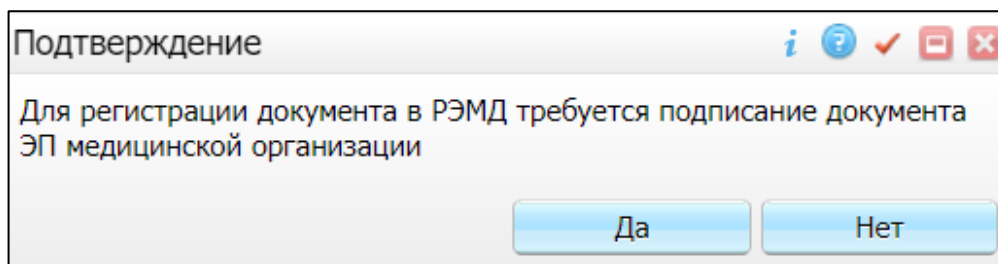 Подтверждение
Для регистрации документа в РЭМД требуется подписание документа
ЭП медицинской организации
Да Нет